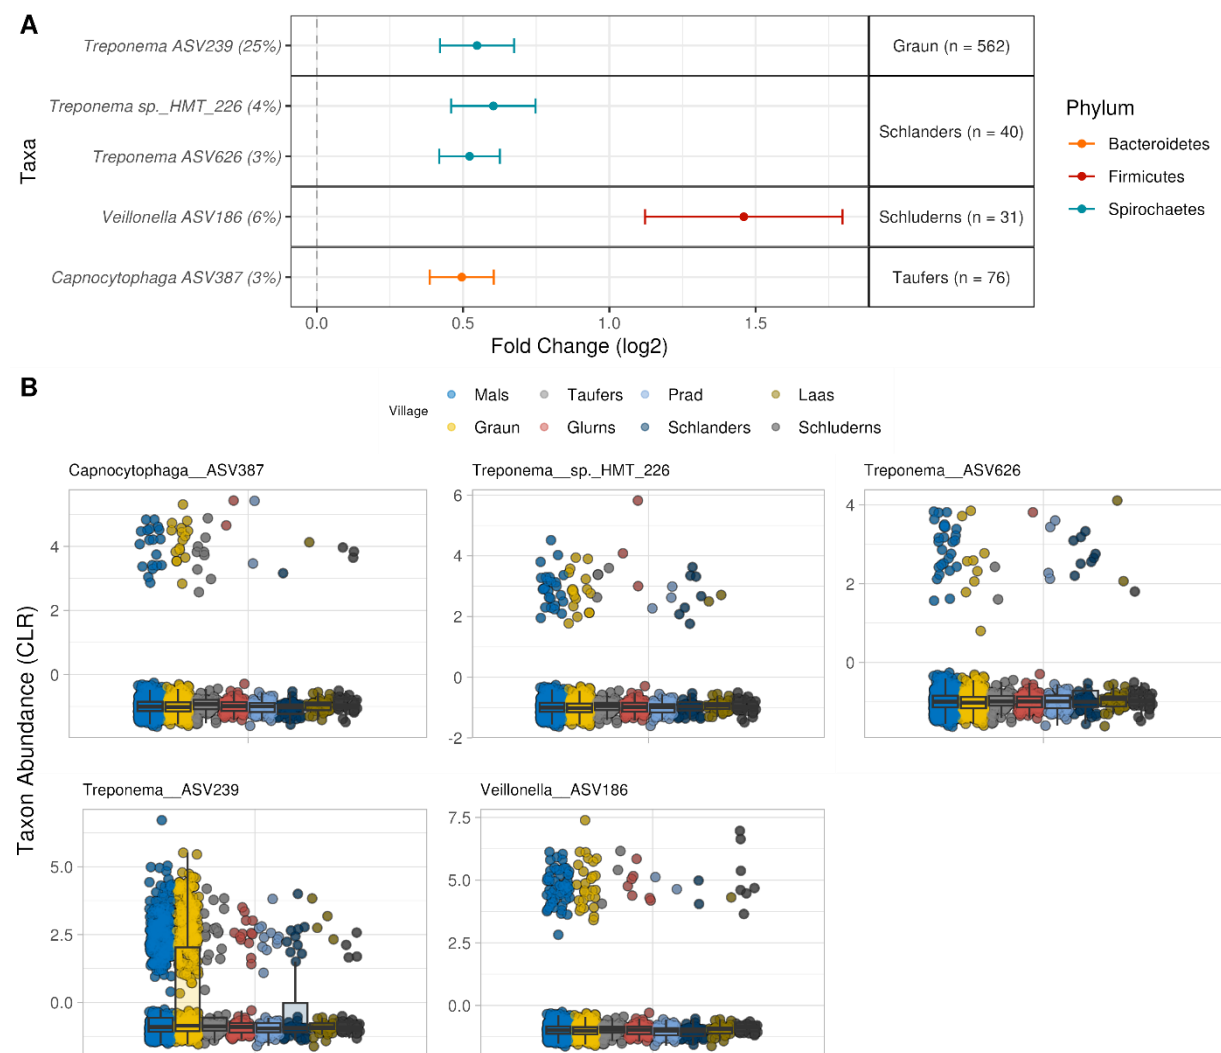 A
Treponema ASV239 (25%)
Treponema sp._HMT_226 (4%)
Treponema ASV626 (3%)
Veillonella ASV186 (6%)
Capnocytophaga ASV387 (3%)
Taxa
Graun (n = 562)
Schlanders (n = 40)
Schluderns (n = 31)
Taufers (n = 76)
0.0 0.5 1.0 1.5
Fold Change (log2)
Phylum
Bacteroidetes
Firmicutes
Spirochaetes
B
Village
Mals Taufers Prad Laas
Graun Glurns Schlanders Schluderns
Taxon Abundance (CLR)
Capnocytophaga__ASV387
4
2
0
Treponema__sp._HMT_226
6
4
2
0
-2
Treponema__ASV626
4
2
0
Treponema__ASV239
5.0
2.5
0.0
Veillonella__ASV186
7.5
5.0
2.5
0.0